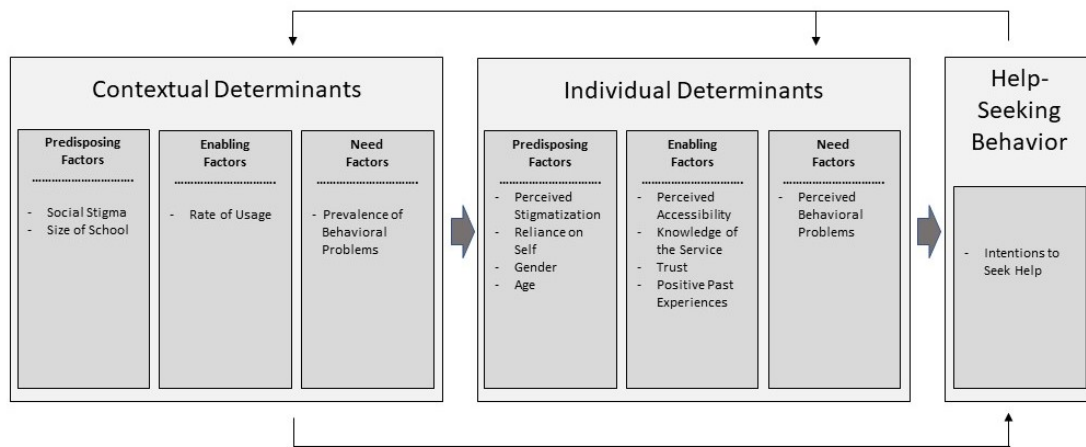 Contextual Determinants
Predisposing
Factors
- Social Stigma
- Size of School
Enabling
Factors
- Rate of Usage
Need
Factors
- Prevalence of
Behavioral
Problems
Individual Determinants
Predisposing
Factors
- Perceived
Stigmatization
- Reliance on
Self
- Gender
- Age
Enabling
Factors
- Perceived
Accessibility
- Knowledge of
the Service
- Trust
- Positive Past
Experiences
Need
Factors
- Perceived
Behavioral
Problems
Help-
Seeking
Behavior
- Intentions to
Seek Help